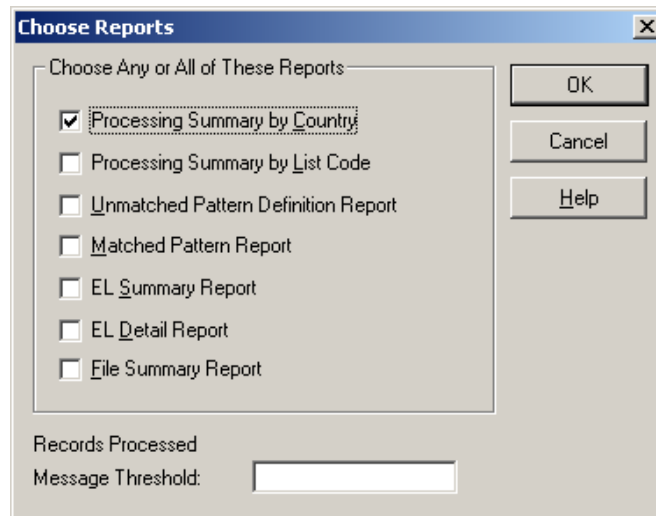 Choose Reports
Choose Any or All of These Reports
Processing Summary by Country
Processing Summary by List Code
Unmatched Pattern Definition Report
Matched Pattern Report
EL Summary Report
EL Detail Report
File Summary Report
OK
Cancel
Help
Records Processed
Message Threshold: